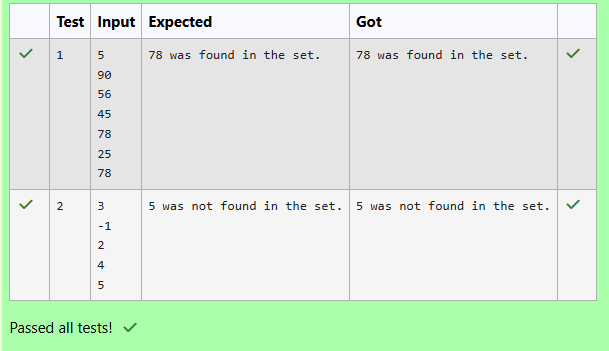 Test Input Expected Got
1 5 78 was found in the set. 78 was found in the set.
90
56
45
78
25
78
2 3 5 was not found in the set. 5 was not found in the set.
-1
2
4
5
Passed all tests!